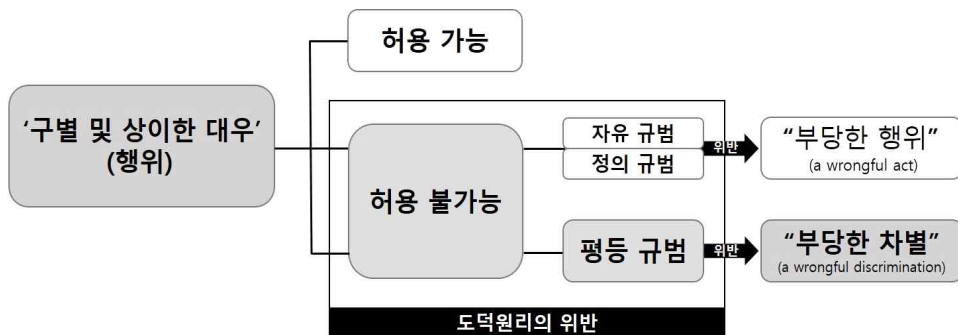 허용 가능
‘구별 및 상이한 대우’
(행위)
허용 불가능
자유 규범
정의 규범
위반
“부당한 행위”
(a wrongful act)
평등 규범
위반
“부당한 차별”
(a wrongful discrimination)
도덕원리의 위반